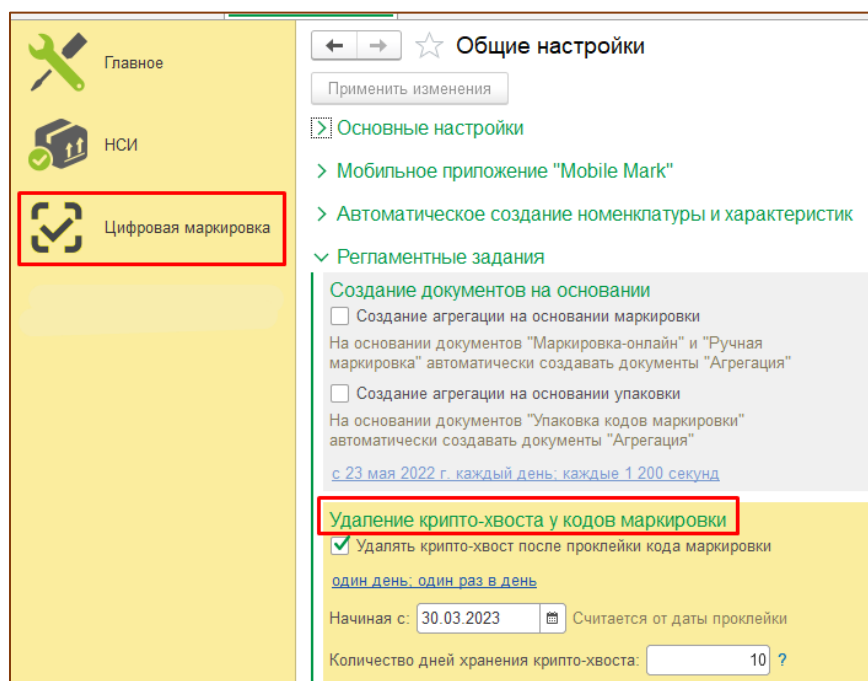 Главное
НСИ
Цифровая маркировка
Общие настройки
Применить изменения
Основные настройки
Мобильное приложение "Mobile Mark"
Автоматическое создание номенклатуры и характеристик
Регламентные задания
Создание документов на основании
Создание агрегации на основании маркировки
На основании документов "Маркировка-онлайн" и "Ручная
маркировка" автоматически создавать документы "Агрегация"
Создание агрегации на основании упаковки
На основании документов "Упаковка кодов маркировки"
автоматически создавать документы "Агрегация"
с 23 мая 2022 г. каждый день; каждые 1 200 секунд
Удаление крипто-хвоста у кодов маркировки
Удалять крипто-хвост после проклейки кода маркировки
один день; один раз в день
Начиная с: 30.03.2023 Считается от даты проклейки
Количество дней хранения крипто-хвоста: 10 ?